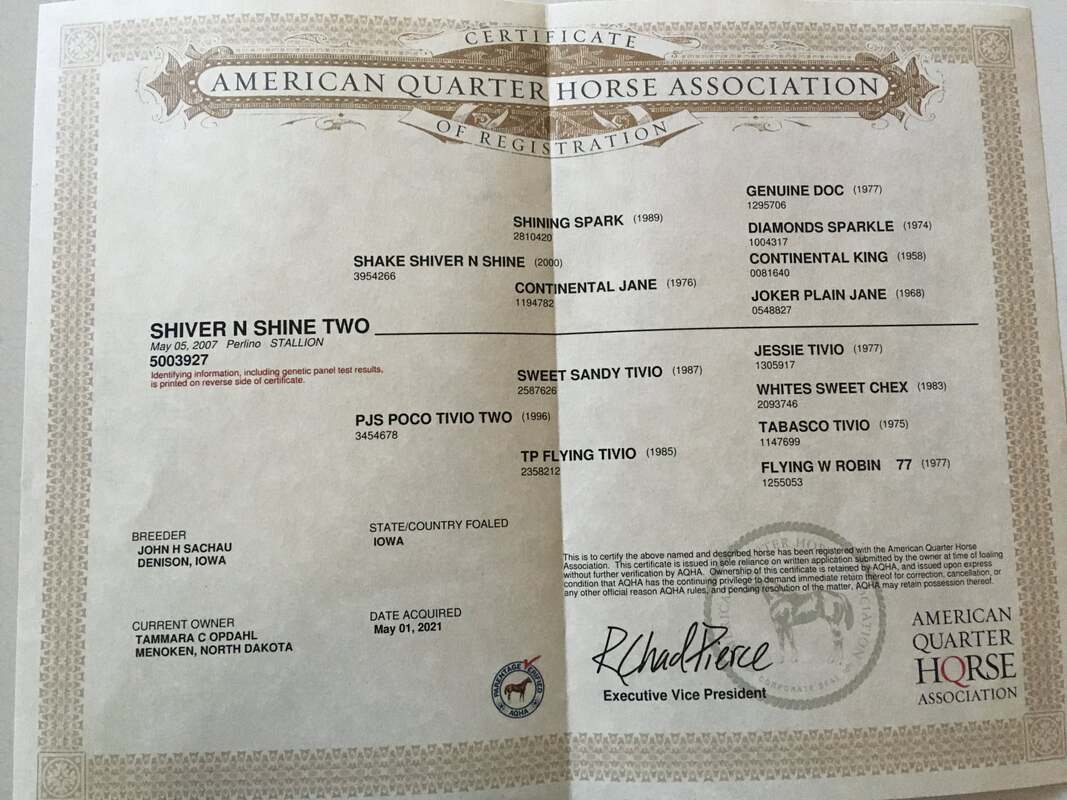 CERTIFICATE
AMERICAN QUARTER HORSE ASSOCIATION
OF REGISTRATION
GENUINE DOC (1977)
1295706
SHINING SPARK (1989)
2810420
DIAMONDS SPARKLE (1974)
1004317
SHAKE SHIVER N SHINE (2000)
3954266
CONTINENTAL KING (1958)
0081640
CONTINENTAL JANE (1976)
1194782
JOKER PLAIN JANE (1968)
0548827
SHIVER N SHINE TWO
May 05, 2007 Perlino STALLION
5003927
Identifying information, including genetic panel test results,
is printed on reverse side of certificate.
JESSIE TIVIO (1977)
1305917
SWEET SANDY TIVIO (1987)
2587626
WHITES SWEET CHEX (1983)
2093746
PJS POCO TIVIO TWO (1996)
3454678
TABASCO TIVIO (1975)
1147699
TP FLYING TIVIO (1985)
2358212
FLYING W ROBIN 77 (1977)
1255053
BREEDER
JOHN H SACHAU
DENISON, IOWA
STATE/COUNTRY FOALED
IOWA
This is to certify the above named and described horse has been registered with the American Quarter Horse
Association. This certificate is issued in sole reliance on written application submitted by the owner at time of foaling
without further verification by AQHA. Ownership of this certificate is retained by AQHA, and issued upon express
condition that AQHA has the continuing privilege to demand immediate return thereof for correction, cancellation, or
any other official reason AQHA rules, and pending resolution of the matter, AQHA may retain possession thereof.
CURRENT OWNER
TAMMARA C OPDAHL
MENOKEN, NORTH DAKOTA
DATE ACQUIRED
May 01, 2021
PARENTAGE VERIFIED
AQHA
R Chad Pierce
Executive Vice President
CORPORATE SEAL
AMERICAN
QUARTER
HORSE
ASSOCIATION